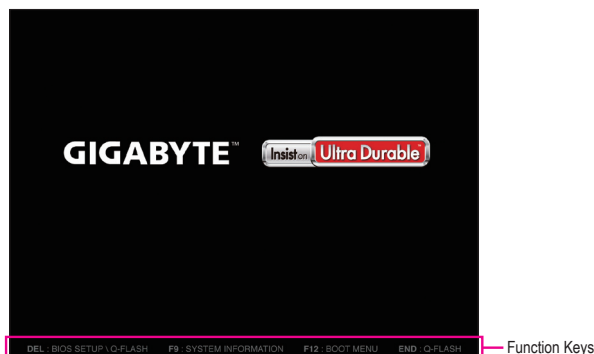 GIGABYTE™ Insist on Ultra Durable™
DEL : BIOS SETUP \ Q-FLASH F9 : SYSTEM INFORMATION F12 : BOOT MENU END : Q-FLASH
Function Keys